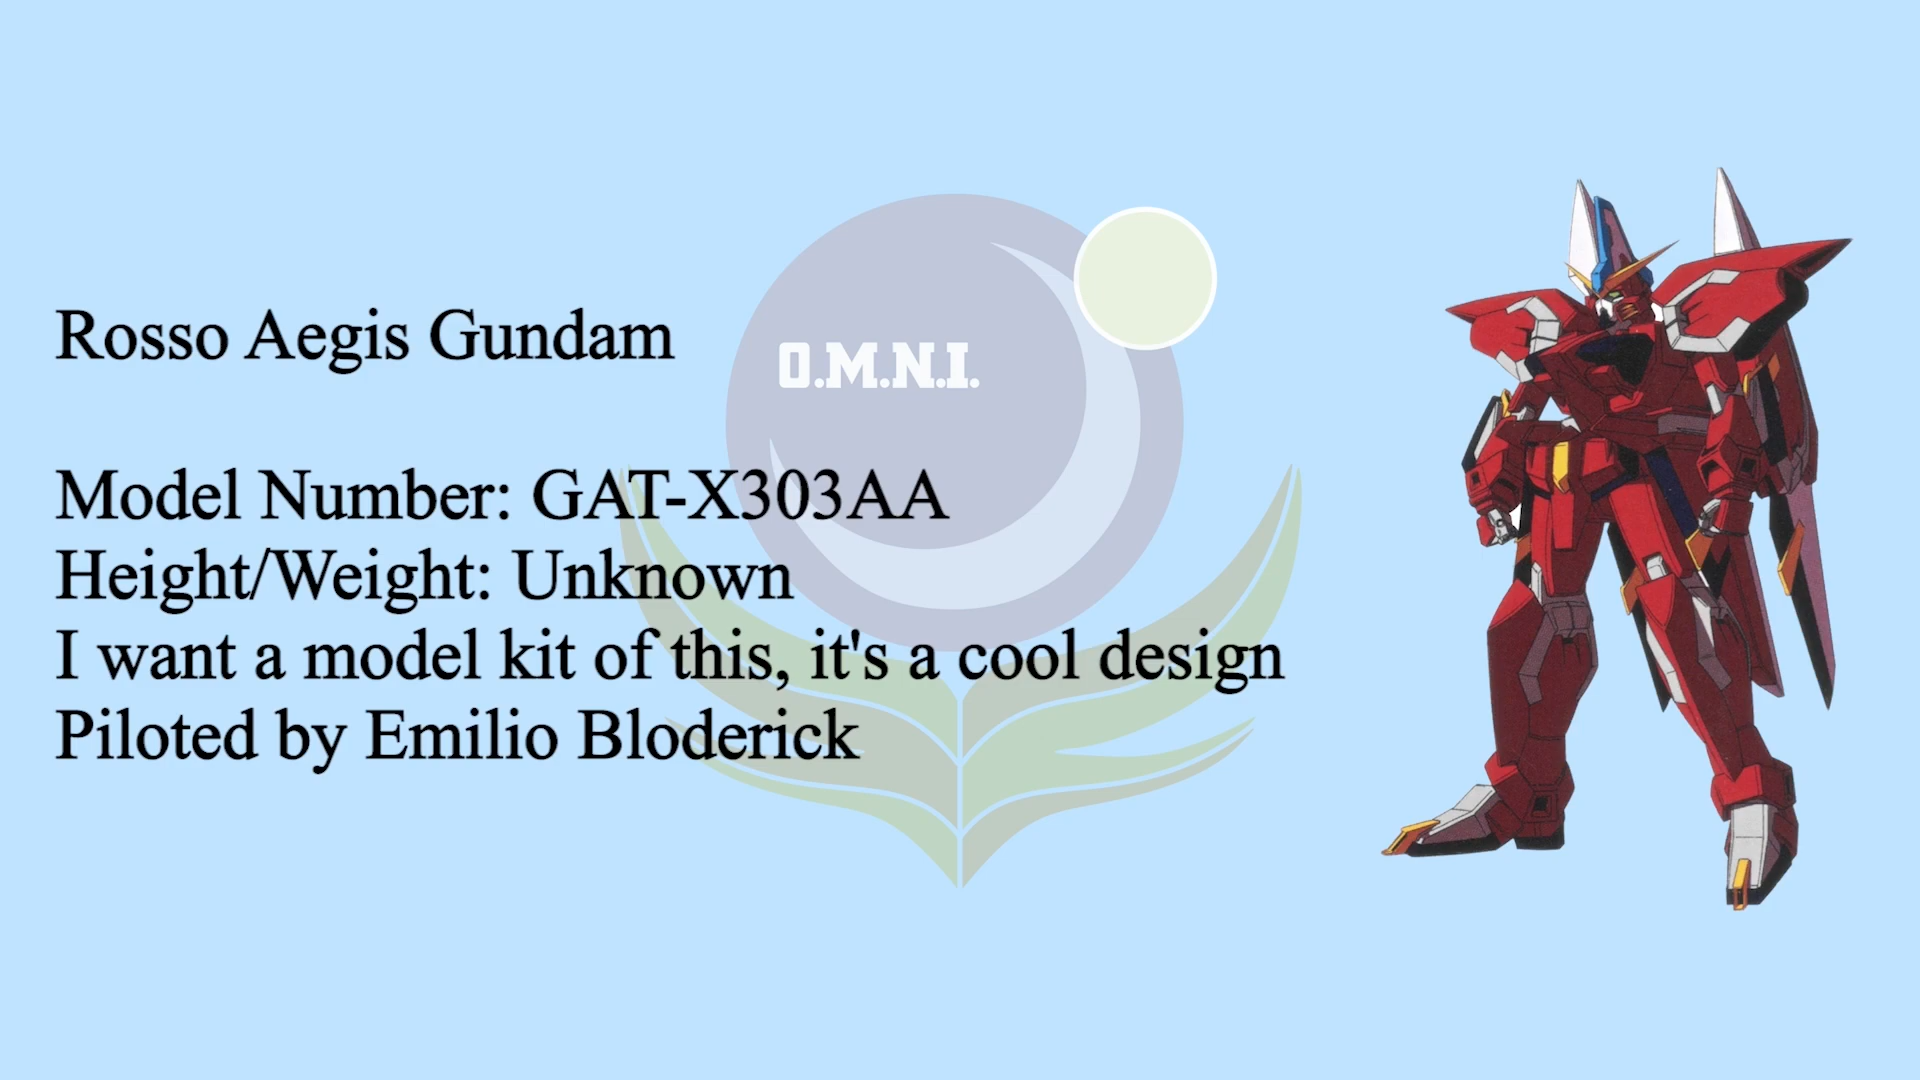 O.M.N.I.
Rosso Aegis Gundam
Model Number: GAT-X303AA
Height/Weight: Unknown
I want a model kit of this, it's a cool design
Piloted by Emilio Bloderick